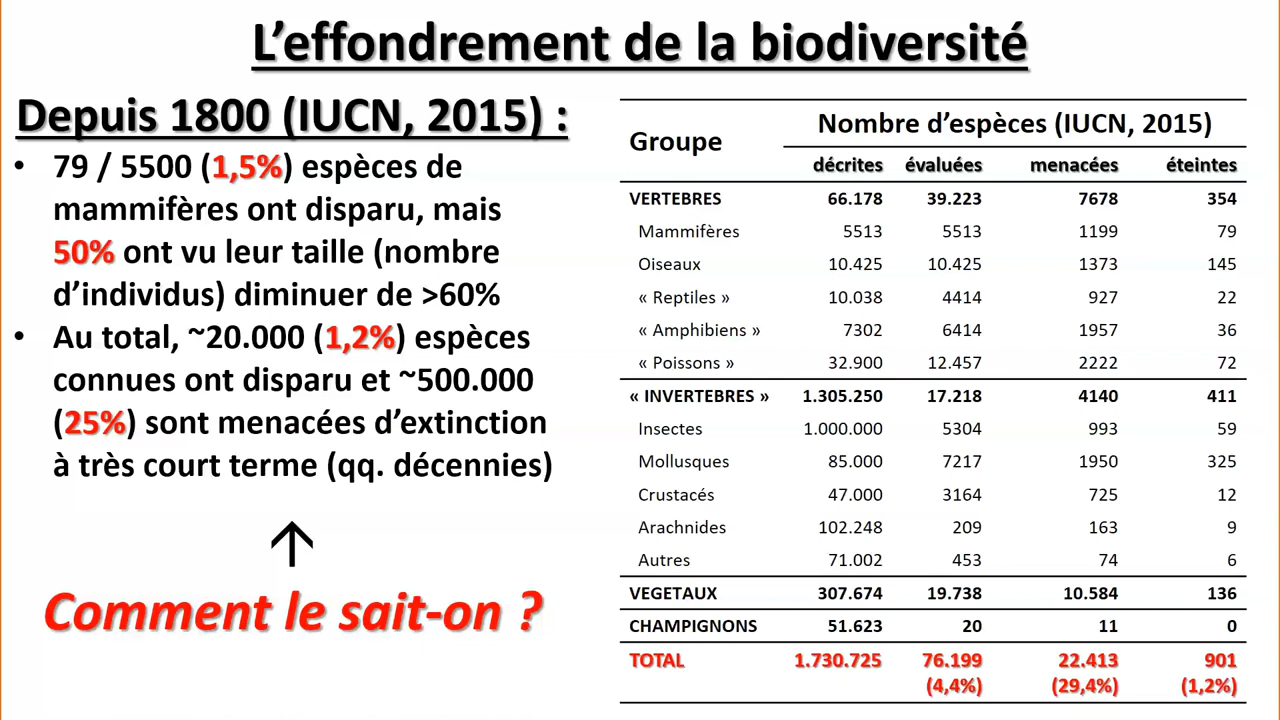 L’effondrement de la biodiversité
Depuis 1800 (IUCN, 2015) :
• 79 / 5500 (1,5%) espèces de
mammifères ont disparu, mais
50% ont vu leur taille (nombre
d’individus) diminuer de >60%
• Au total, ~20.000 (1,2%) espèces
connues ont disparu et ~500.000
(25%) sont menacées d’extinction
à très court terme (qq. décennies)
↑
Comment le sait-on ?
Groupe
Nombre d’espèces (IUCN, 2015)
décrites évaluées menacées éteintes
VERTEBRES 66.178 39.223 7678 354
Mammifères 5513 5513 1199 79
Oiseaux 10.425 10.425 1373 145
« Reptiles » 10.038 4414 927 22
« Amphibiens » 7302 6414 1957 36
« Poissons » 32.900 12.457 2222 72
« INVERTEBRES » 1.305.250 17.218 4140 411
Insectes 1.000.000 5304 993 59
Mollusques 85.000 7217 1950 325
Crustacés 47.000 3164 725 12
Arachnides 102.248 209 163 9
Autres 71.002 453 74 6
VEGETAUX 307.674 19.738 10.584 136
CHAMPIGNONS 51.623 20 11 0
TOTAL 1.730.725 76.199 22.413 901
(4,4%) (29,4%) (1,2%)